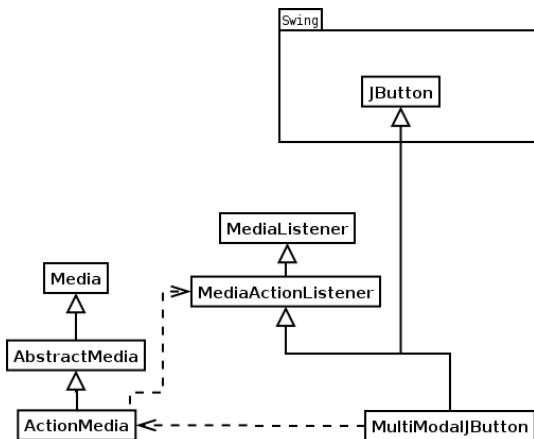 Swing
JButton
MediaListener
Media
MediaActionListener
AbstractMedia
ActionMedia
MultiModalJButton